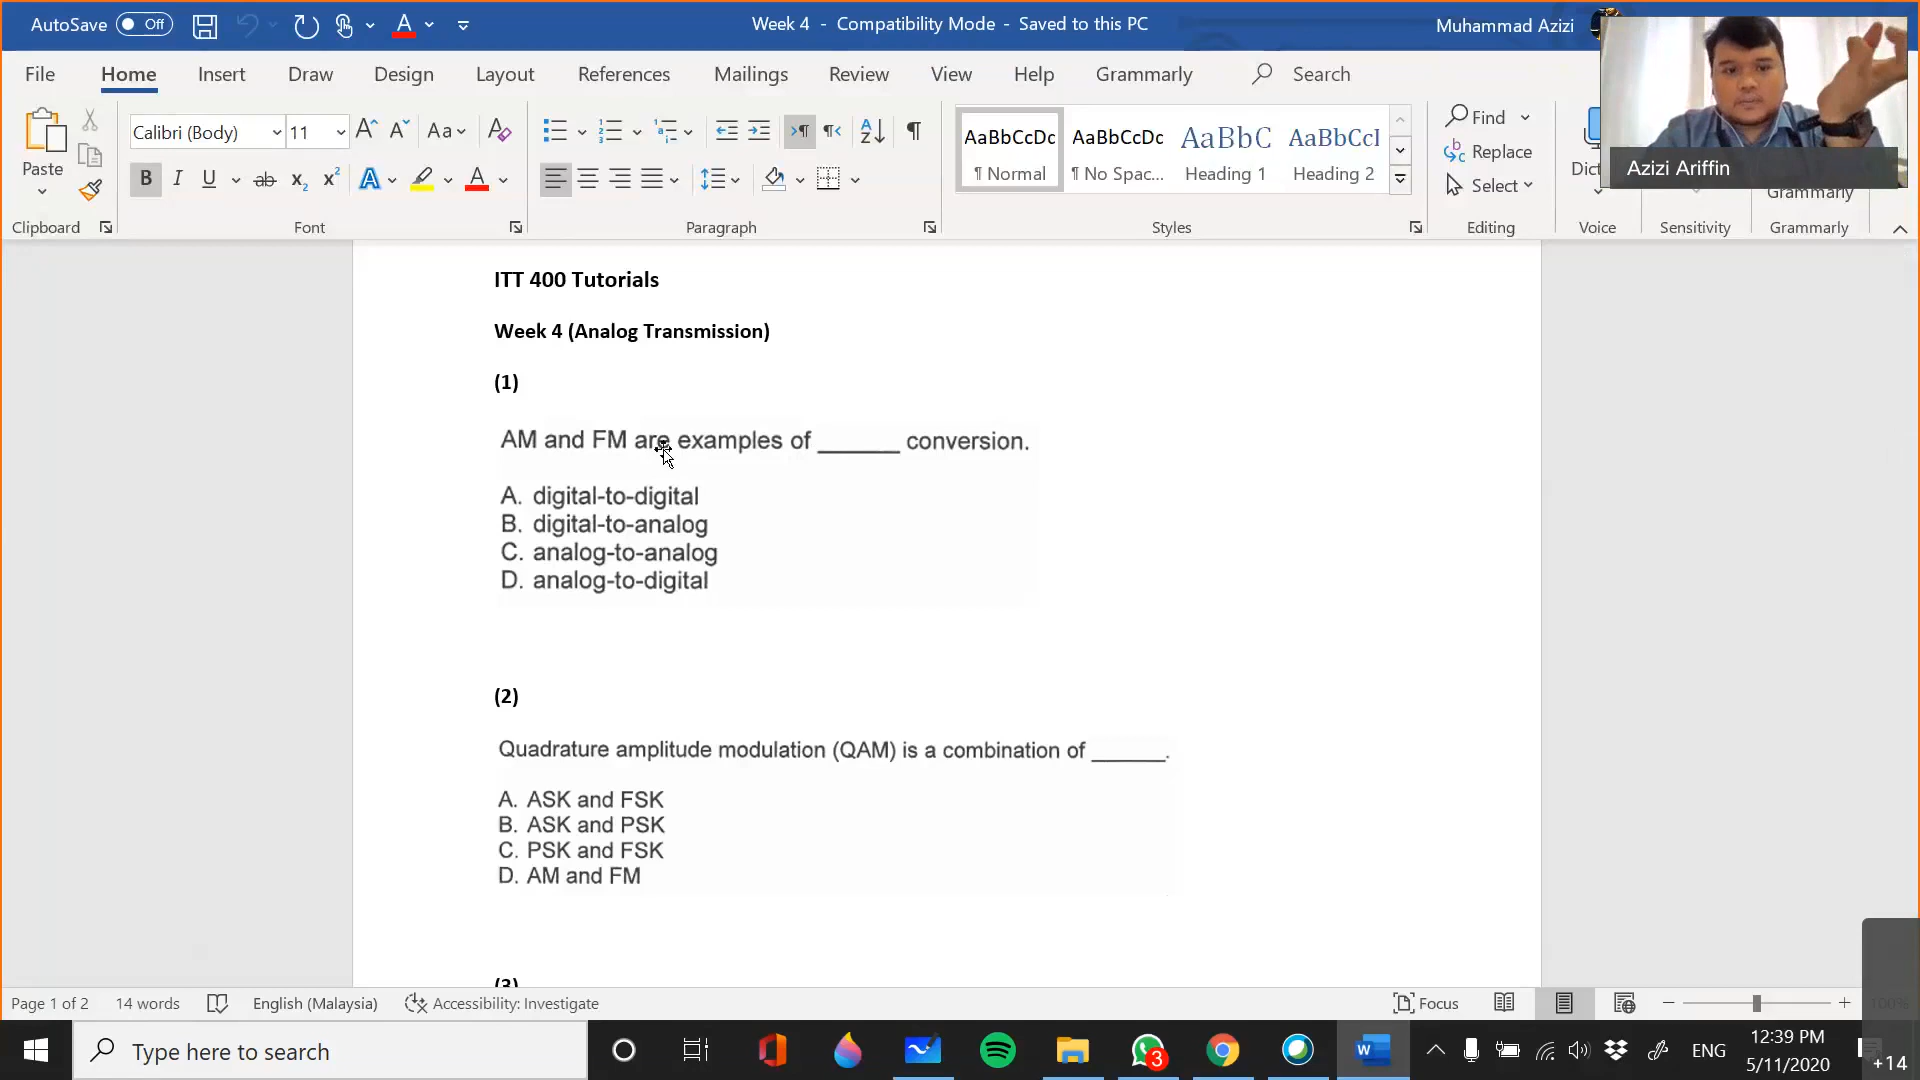 AutoSave Off
Week 4 - Compatibility Mode - Saved to this PC
Muhammad Azizi
File Home Insert Draw Design Layout References Mailings Review View Help Grammarly Search
Azizi Ariffin
Paste
Clipboard
Calibri (Body) 11
Font
Paragraph
AaBbCcDc AaBbCcDc AaBbC AaBbCcI
¶ Normal ¶ No Spac... Heading 1 Heading 2
Styles
Find
Replace
Select
Editing
Dict
Voice
Sensitivity
Grammarly
Grammarly
ITT 400 Tutorials
Week 4 (Analog Transmission)
(1)
AM and FM are examples of ______ conversion.
A. digital-to-digital
B. digital-to-analog
C. analog-to-analog
D. analog-to-digital
(2)
Quadrature amplitude modulation (QAM) is a combination of ______.
A. ASK and FSK
B. ASK and PSK
C. PSK and FSK
D. AM and FM
(3)
Page 1 of 2 14 words English (Malaysia) Accessibility: Investigate Focus
Type here to search
3
ENG
12:39 PM
5/11/2020
+14